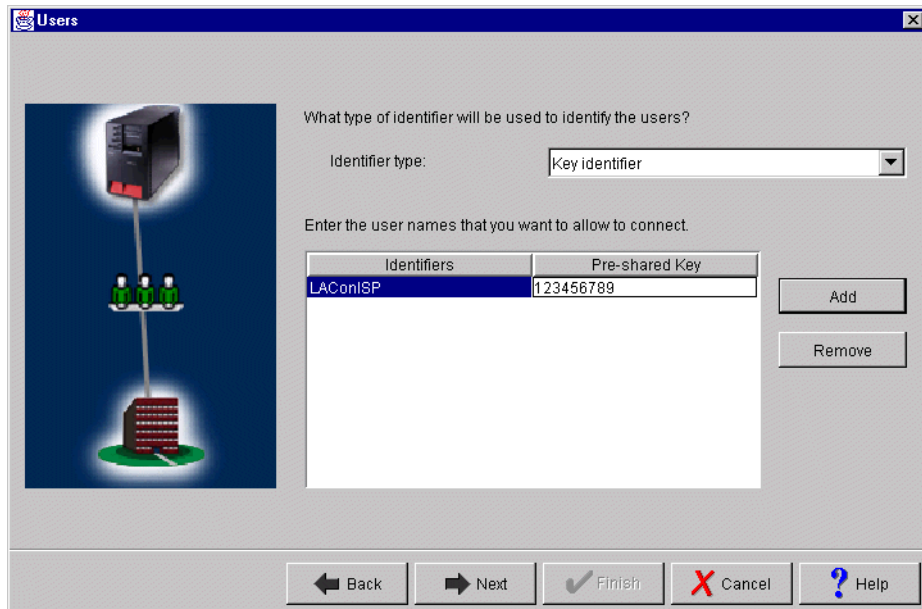 Users
What type of identifier will be used to identify the users?
Identifier type:
Key identifier
Enter the user names that you want to allow to connect.
Identifiers Pre-shared Key
LAConISP 123456789
Add
Remove
Back Next Finish Cancel Help